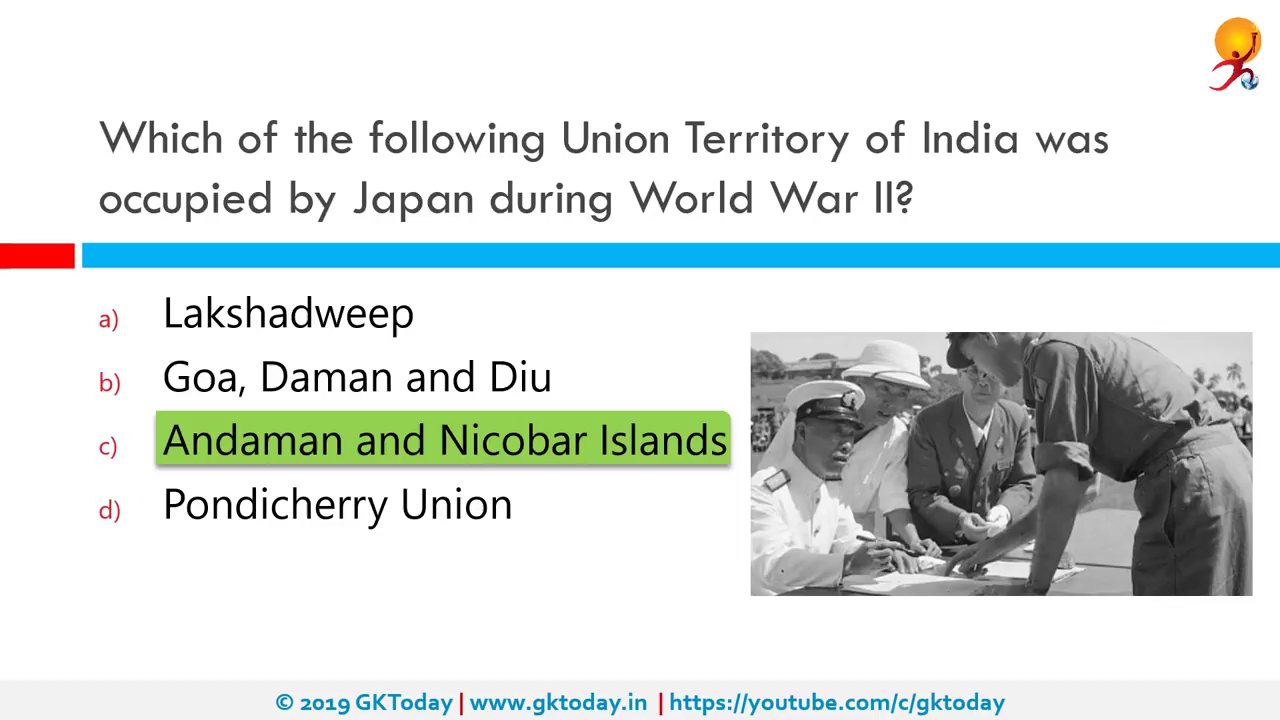 Which of the following Union Territory of India was
occupied by Japan during World War II?
a) Lakshadweep
b) Goa, Daman and Diu
c) Andaman and Nicobar Islands
d) Pondicherry Union
© 2019 GKToday | www.gktoday.in | https://youtube.com/c/gktoday